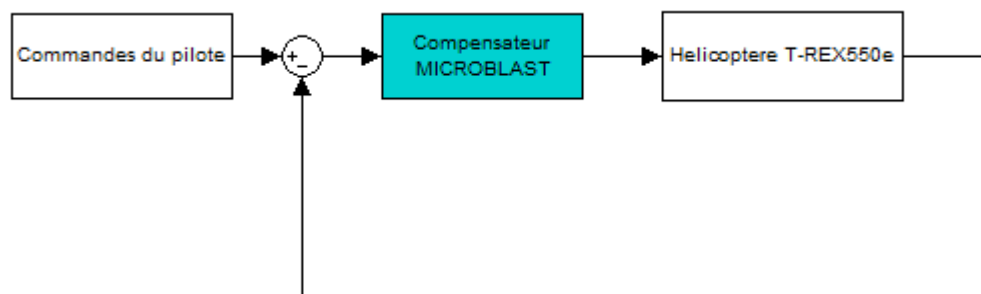 Commandes du pilote
+
-
Compensateur
MICROBLAST
Helicoptere T-REX550e